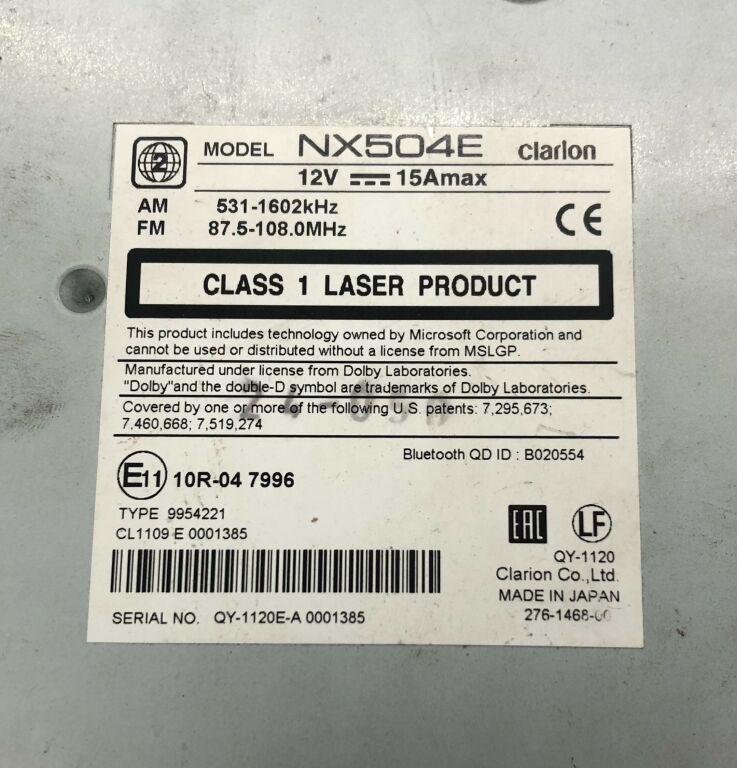 2 MODEL NX504E clarion
12V 15Amax
AM 531-1602kHz
FM 87.5-108.0MHz
CE
CLASS 1 LASER PRODUCT
This product includes technology owned by Microsoft Corporation and
cannot be used or distributed without a license from MSLGP.
Manufactured under license from Dolby Laboratories.
"Dolby"and the double-D symbol are trademarks of Dolby Laboratories.
Covered by one or more of the following U.S. patents: 7,295,673;
7,460,668; 7,519,274
Bluetooth QD ID : B020554
E11 10R-04 7996
TYPE 9954221
CL1109 E 0001385
EAC LF
QY-1120
Clarion Co.,Ltd.
MADE IN JAPAN
276-1468-00
SERIAL NO. QY-1120E-A 0001385